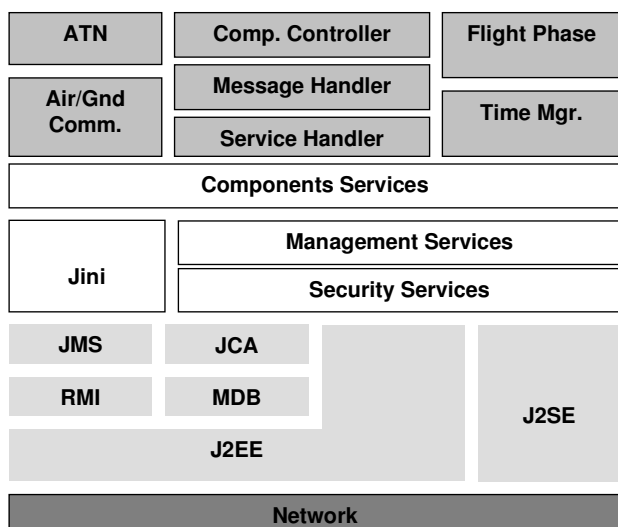 ATN
Comp. Controller
Flight Phase
Air/Gnd
Comm.
Message Handler
Time Mgr.
Service Handler
Components Services
Jini
Management Services
Security Services
JMS
JCA
RMI
MDB
J2SE
J2EE
Network